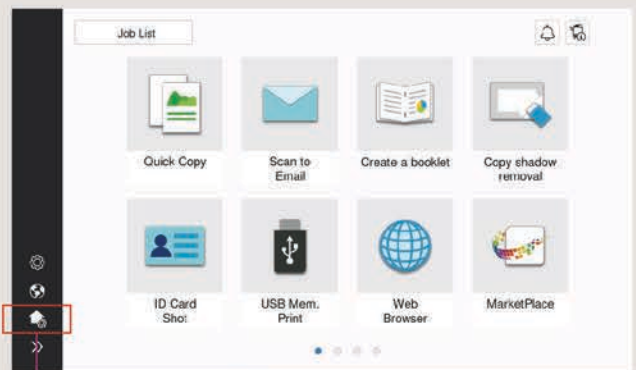 Job List
Quick Copy
Scan to
Email
Create a booklet
Copy shadow
removal
ID Card
Shot
USB Mem.
Print
Web
Browser
MarketPlace